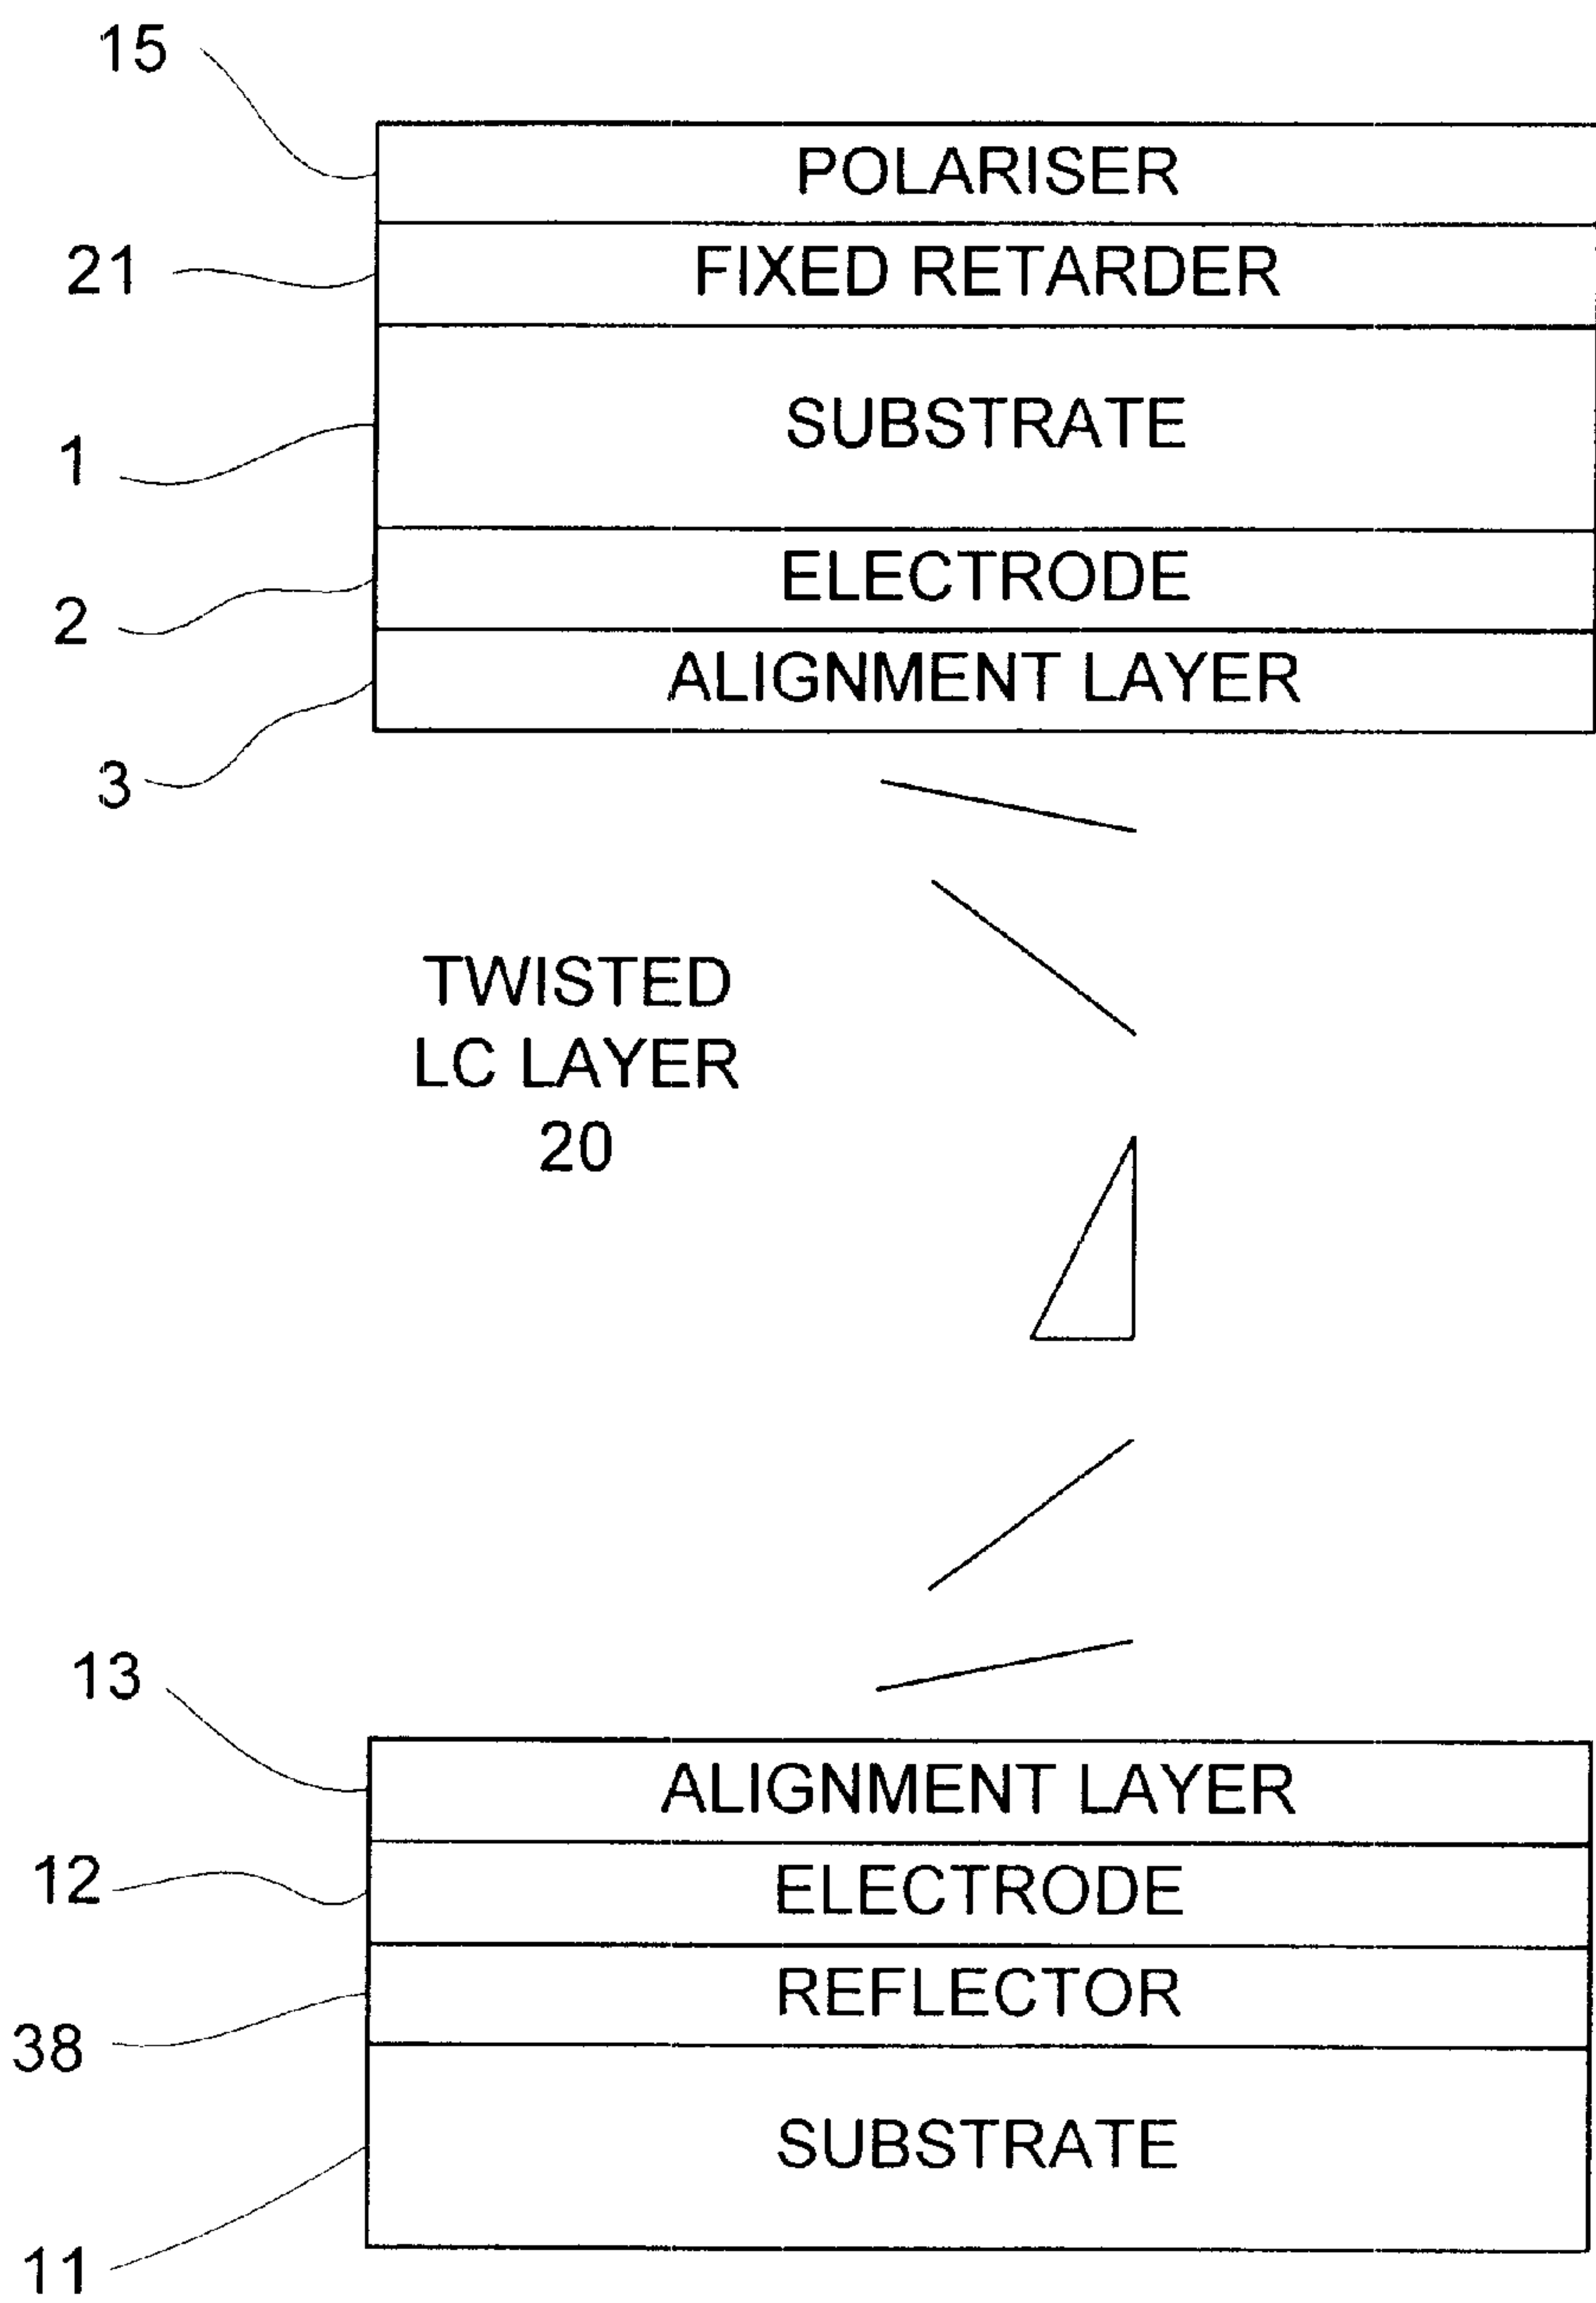 15
POLARISER
21
FIXED RETARDER
SUBSTRATE
1
ELECTRODE
2
ALIGNMENT LAYER
3
TWISTED
LC LAYER
20
13
ALIGNMENT LAYER
12
ELECTRODE
REFLECTOR
38
SUBSTRATE
11